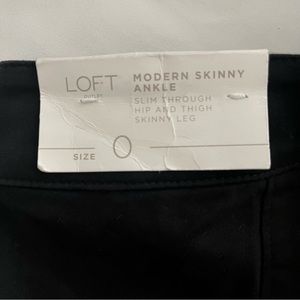 LOFT
OUTLET
MODERN SKINNY
ANKLE
SLIM THROUGH
HIP AND THIGH
SKINNY LEG
SIZE 0